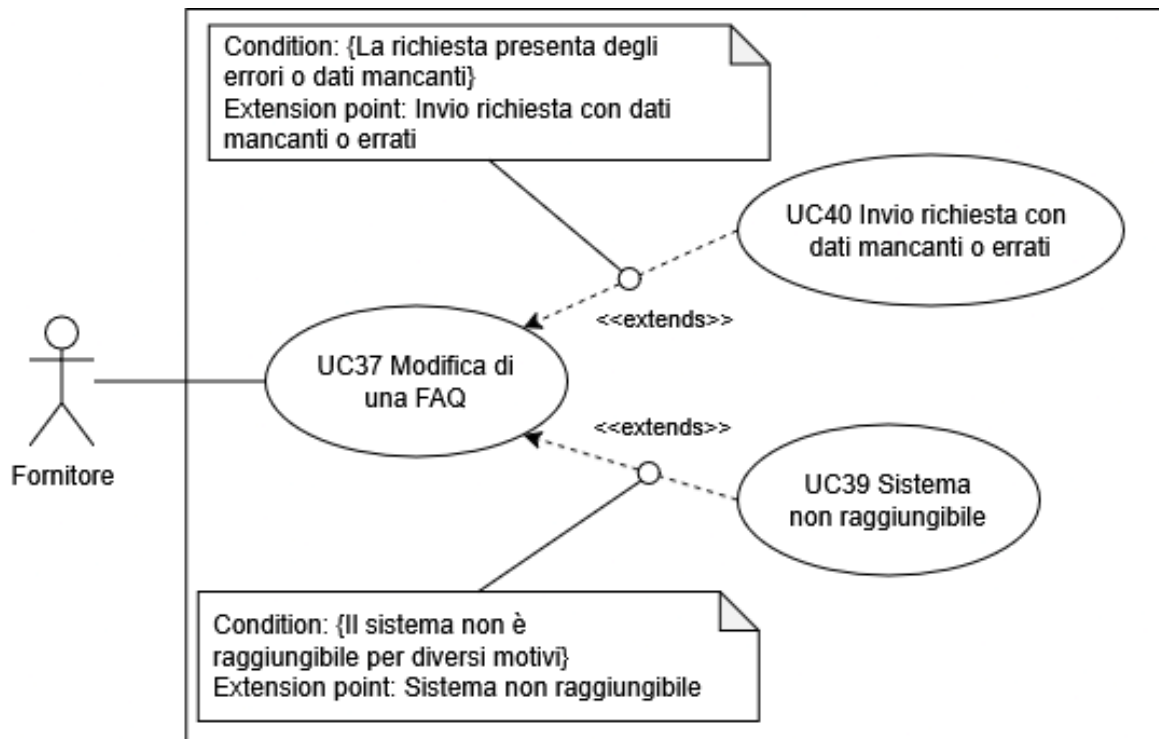 Condition: {La richiesta presenta degli
errori o dati mancanti}
Extension point: Invio richiesta con dati
mancanti o errati
UC40 Invio richiesta con
dati mancanti o errati
<<extends>>
UC37 Modifica di
una FAQ
Fornitore
<<extends>>
UC39 Sistema
non raggiungibile
Condition: {Il sistema non è
raggiungibile per diversi motivi}
Extension point: Sistema non raggiungibile